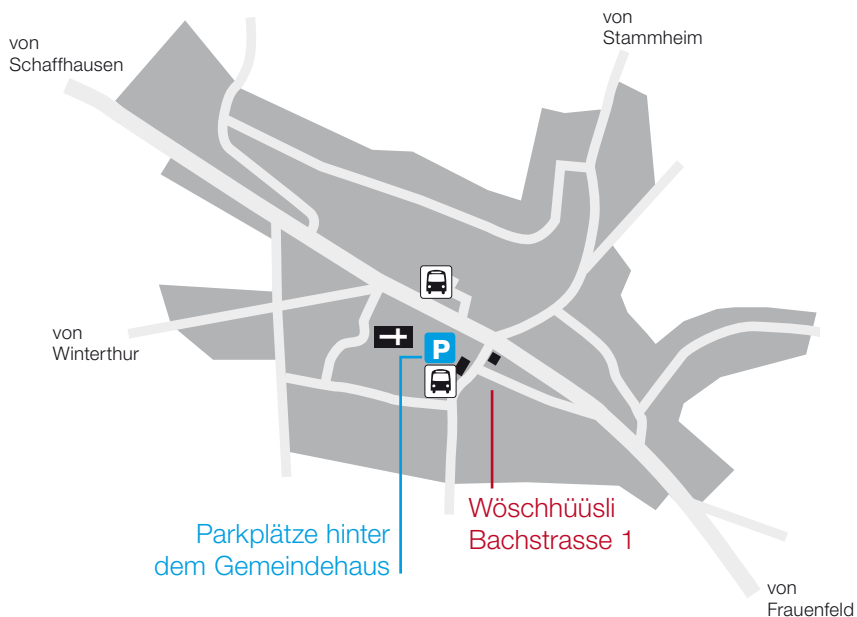 von
Schaffhausen
von
Stammheim
von
Winterthur
P
Parkplätze hinter
dem Gemeindehaus
Wöschhüüsli
Bachstrasse 1
von
Frauenfeld